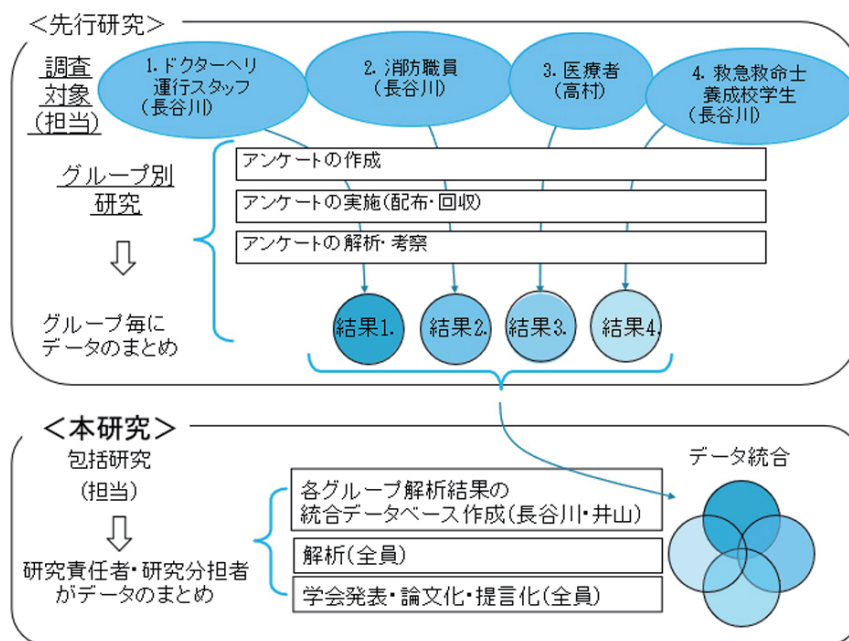 <先行研究>
調査
対象
(担当)
1. ドクターヘリ
運行スタッフ
(長谷川)
2. 消防職員
(長谷川)
3. 医療者
(高村)
4. 救急救命士
養成校学生
(長谷川)
グループ別
研究
アンケートの作成
アンケートの実施(配布・回収)
アンケートの解析・考察
グループ毎に
データのまとめ
結果1.
結果2.
結果3.
結果4.
<本研究>
包括研究
(担当)
研究責任者・研究分担者
がデータのまとめ
各グループ解析結果の
統合データベース作成(長谷川・井山)
解析(全員)
学会発表・論文化・提言化(全員)
データ統合